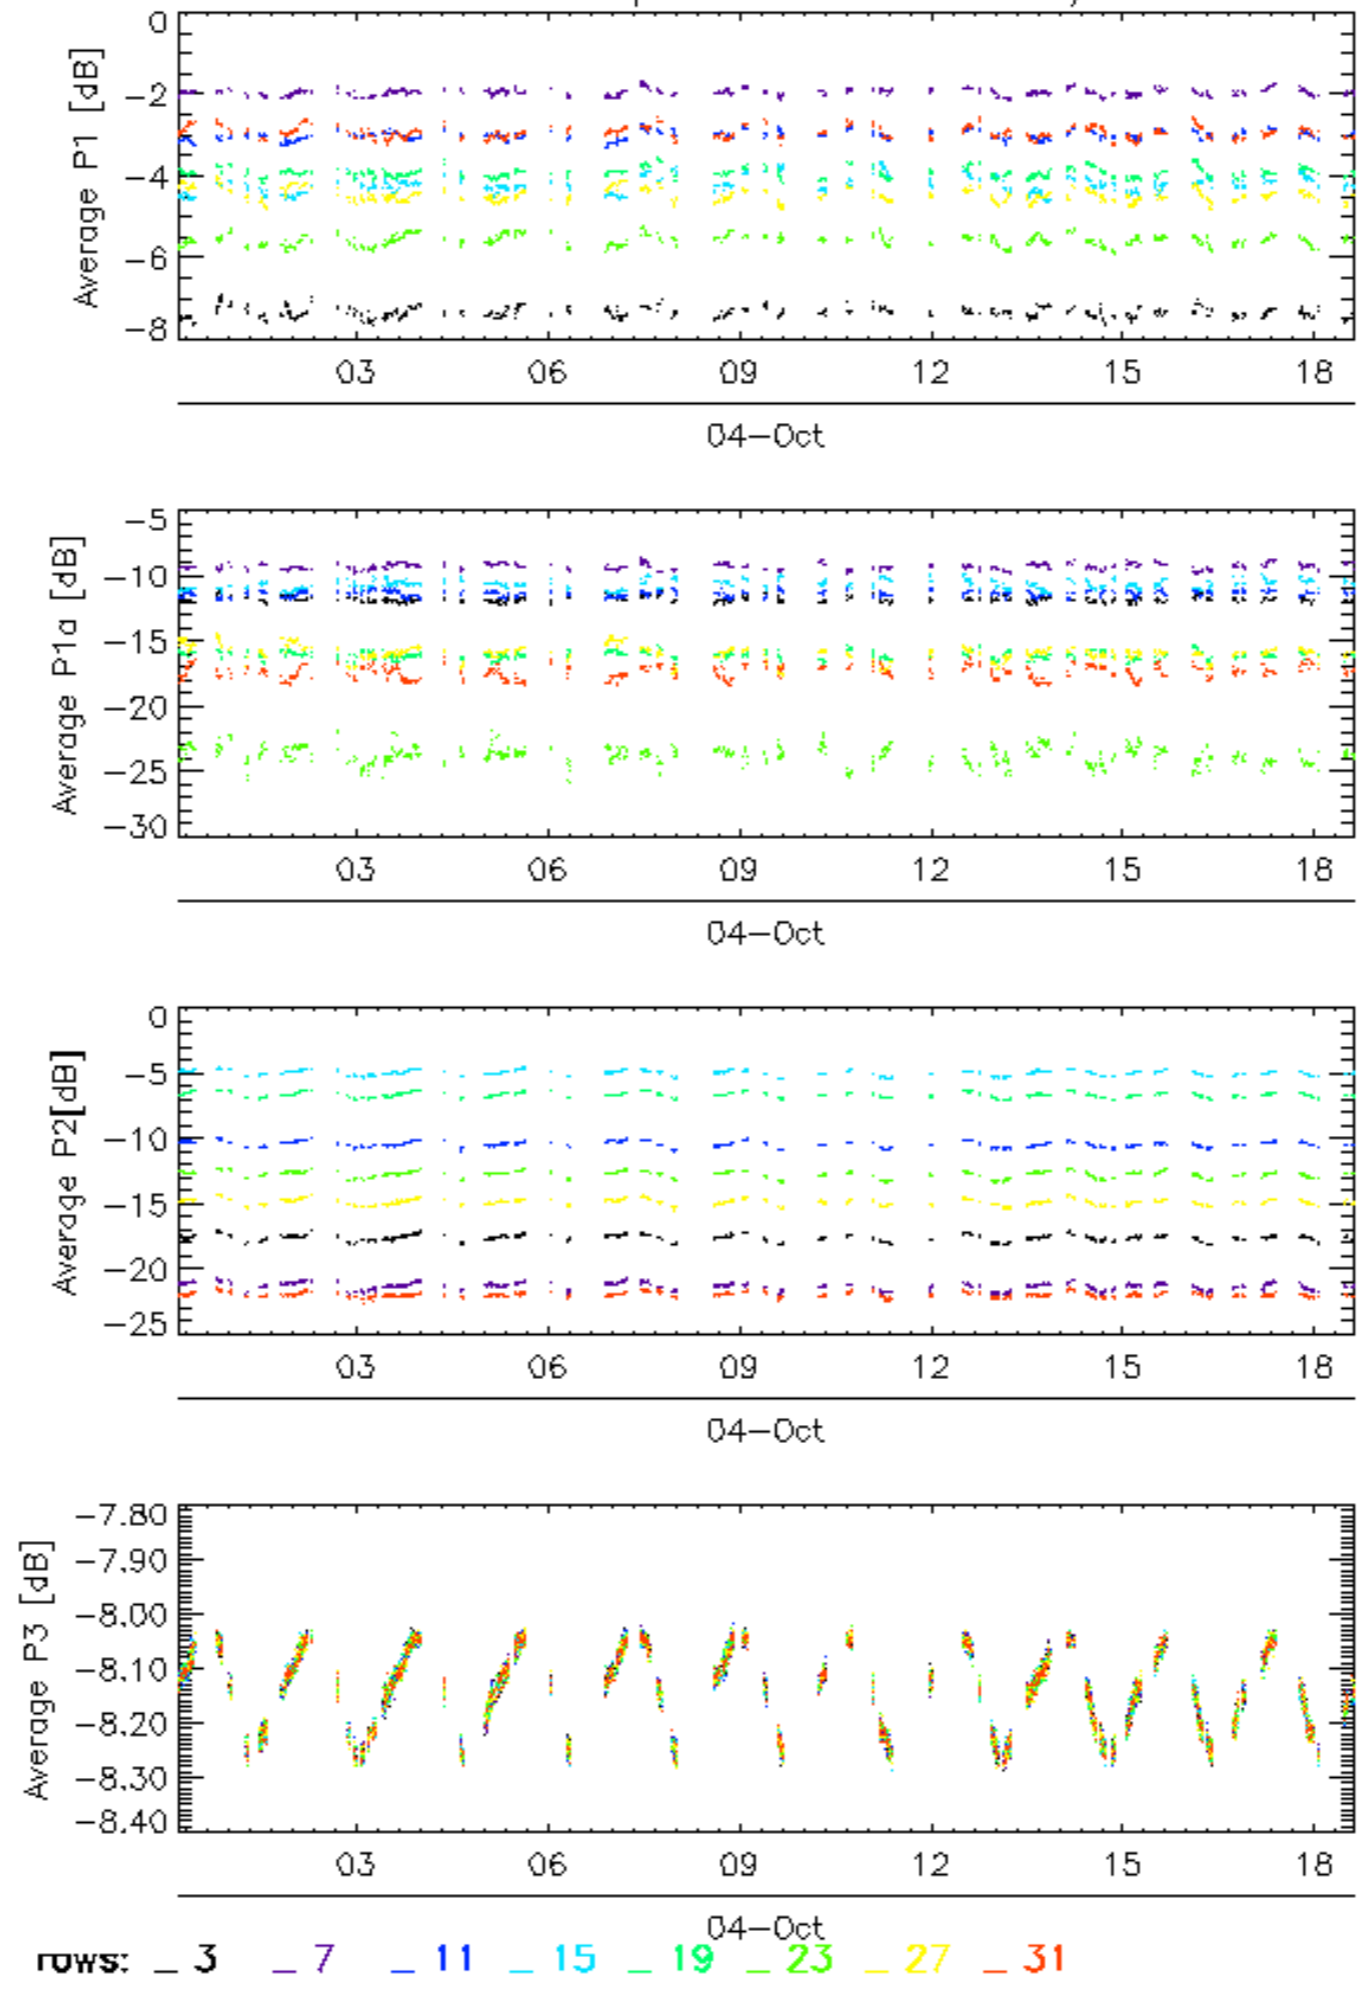 Average P1 [dB]
0
−2
−4
−6
−8
03 06 09 12 15 18
04−Oct
Average P1a [dB]
−5
−10
−15
−20
−25
−30
03 06 09 12 15 18
04−Oct
Average P2[dB]
0
−5
−10
−15
−20
−25
03 06 09 12 15 18
04−Oct
Average P3 [dB]
−7.80
−7.90
−8.00
−8.10
−8.20
−8.30
−8.40
03 06 09 12 15 18
04−Oct
rows: _ 3 _ 7 _ 11 _ 15 _ 19 _ 23 _ 27 _ 31